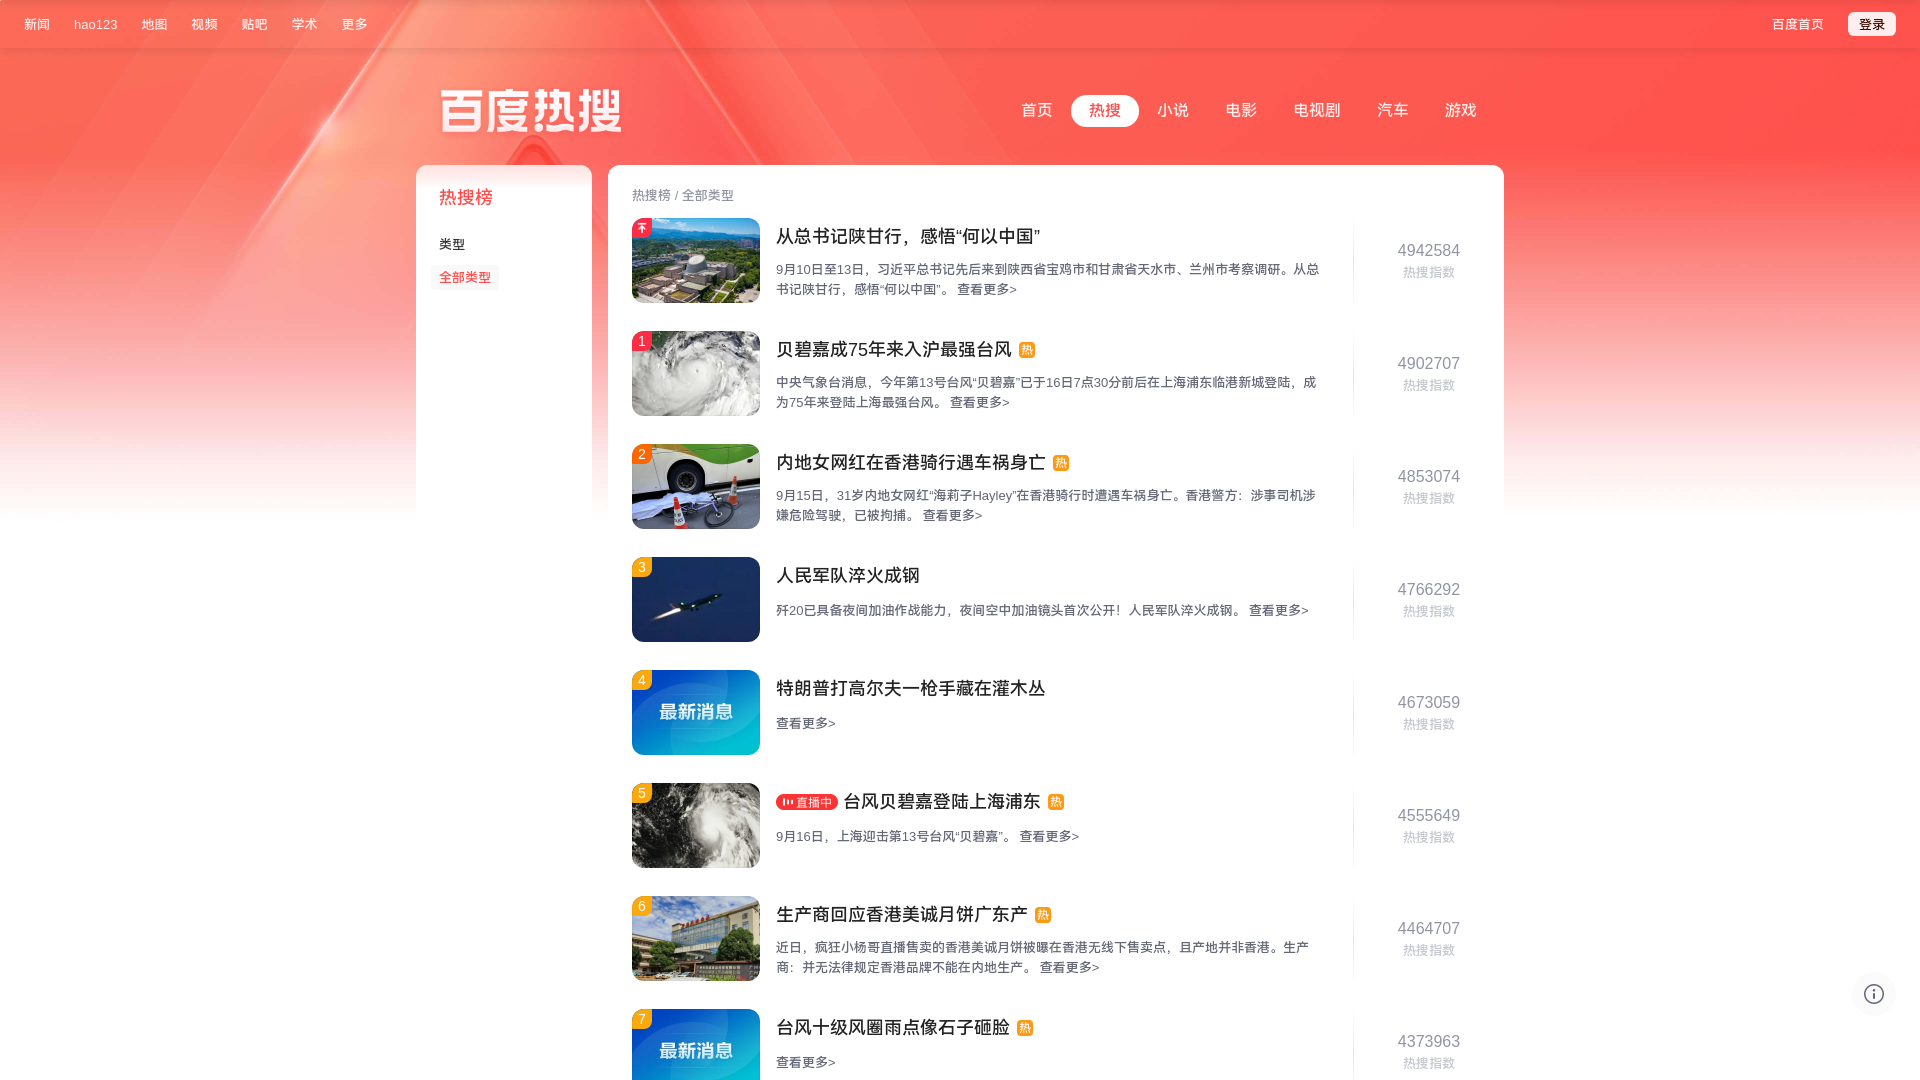 新闻 hao123 地图 视频 贴吧 学术 更多 百度首页 登录
百度热搜
首页 热搜 小说 电影 电视剧 汽车 游戏
热搜榜
类型
全部类型
热搜榜 / 全部类型
从总书记陕甘行，感悟“何以中国”
9月10日至13日，习近平总书记先后来到陕西省宝鸡市和甘肃省天水市、兰州市考察调研。从总
书记陕甘行，感悟“何以中国”。 查看更多>
4942584
热搜指数
1
贝碧嘉成75年来入沪最强台风 热
中央气象台消息，今年第13号台风“贝碧嘉”已于16日7点30分前后在上海浦东临港新城登陆，成
为75年来登陆上海最强台风。 查看更多>
4902707
热搜指数
2
内地女网红在香港骑行遇车祸身亡 热
9月15日，31岁内地女网红“海莉子Hayley”在香港骑行时遭遇车祸身亡。香港警方：涉事司机涉
嫌危险驾驶，已被拘捕。 查看更多>
4853074
热搜指数
3
人民军队淬火成钢
歼20已具备夜间加油作战能力，夜间空中加油镜头首次公开！人民军队淬火成钢。 查看更多>
4766292
热搜指数
4
最新消息
特朗普打高尔夫一枪手藏在灌木丛
查看更多>
4673059
热搜指数
5
直播中 台风贝碧嘉登陆上海浦东 热
9月16日，上海迎击第13号台风“贝碧嘉”。 查看更多>
4555649
热搜指数
6
生产商回应香港美诚月饼广东产 热
近日，疯狂小杨哥直播售卖的香港美诚月饼被曝在香港无线下售卖点，且产地并非香港。生产
商：并无法律规定香港品牌不能在内地生产。 查看更多>
4464707
热搜指数
7
最新消息
台风十级风圈雨点像石子砸脸 热
查看更多>
4373963
热搜指数